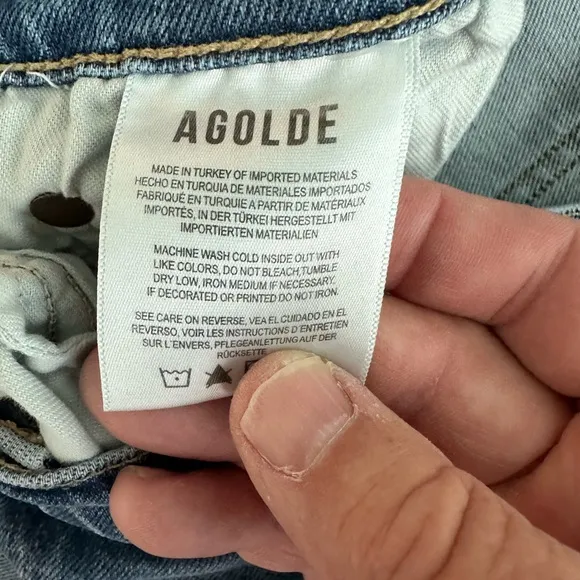 AGOLDE
MADE IN TURKEY OF IMPORTED MATERIALS
HECHO EN TURQUIA DE MATERIALES IMPORTADOS
FABRIQUÉ EN TURQUIE A PARTIR DE MATÉRIAUX
IMPORTÉS, IN DER TÜRKEI HERGESTELLT MIT
IMPORTIERTEN MATERIALIEN
MACHINE WASH COLD INSIDE OUT WITH
LIKE COLORS, DO NOT BLEACH,TUMBLE
DRY LOW, IRON MEDIUM IF NECESSARY.
IF DECORATED OR PRINTED DO NOT IRON.
SEE CARE ON REVERSE, VEA EL CUIDADO EN EL
REVERSO, VOIR LES INSTRUCTIONS D'ENTRETIEN
SUR L'ENVERS, PFLEGEANLEITUNG AUF DER
RÜCKSETTE